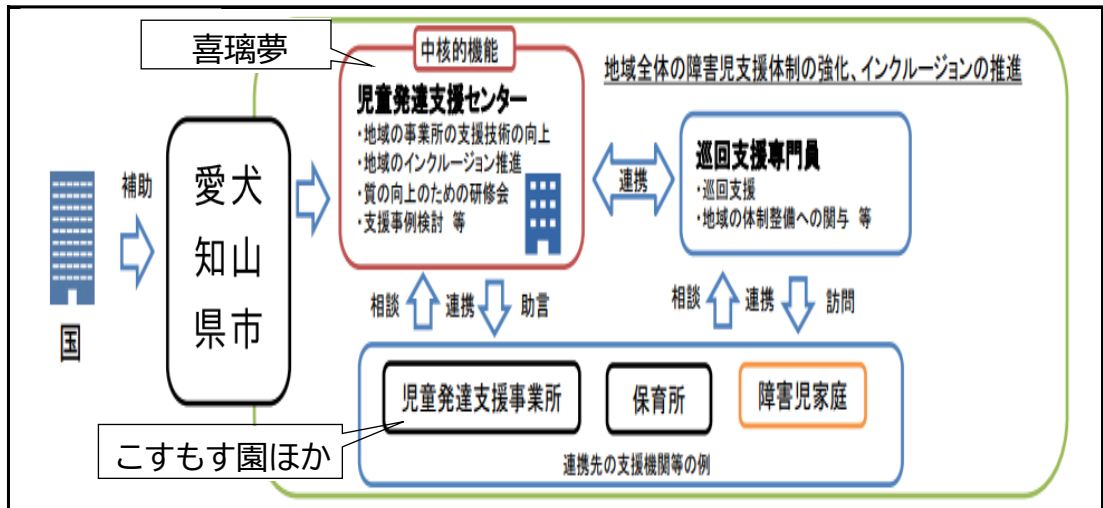 喜璃夢
中核的機能
児童発達支援センター
・地域の事業所の支援技術の向上
・地域のインクルージョン推進
・質の向上のための研修会
・支援事例検討 等
地域全体の障害児支援体制の強化、インクルージョンの推進
巡回支援専門員
・巡回支援
・地域の体制整備への関与 等
連携
補助
国
愛知県
犬山市
相談 連携 助言
相談 連携 訪問
児童発達支援事業所
保育所
障害児家庭
こすもす園ほか
連携先の支援機関等の例